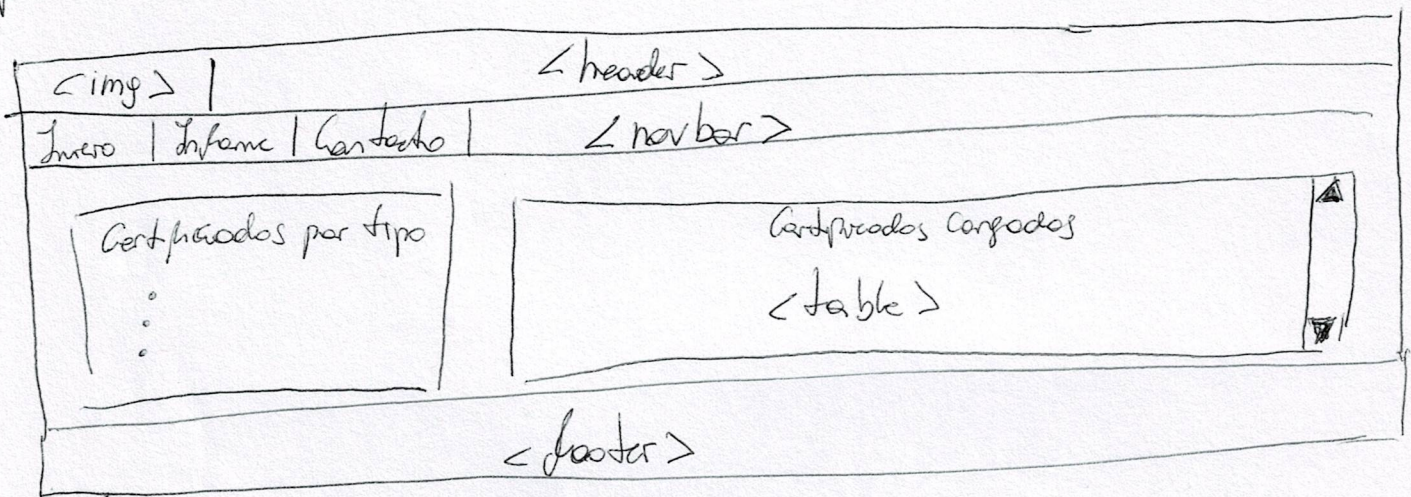 <img> | <header>
Inicio | Informe | Contacto | <navbar>
Certificados por tipo
Certificados Cargados
<table>
<footer>